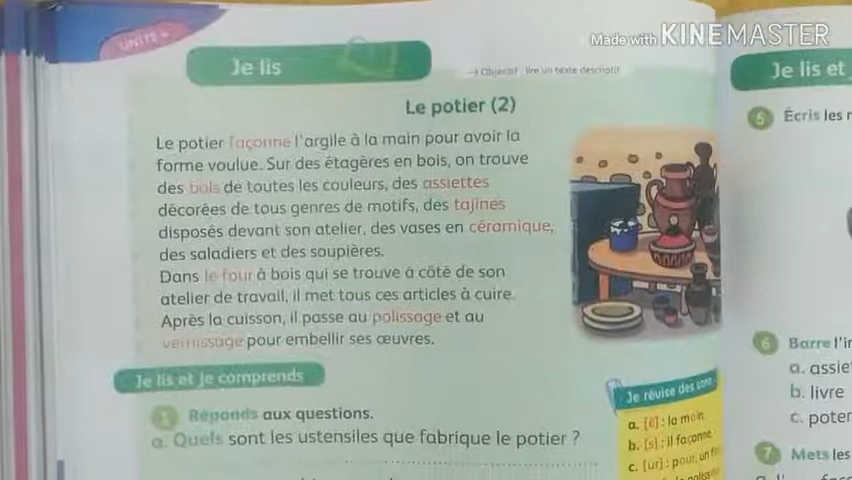 Made with KINEMASTER
UNITÉ
Je lis
Objectif : lire un texte descriptif
Le potier (2)
Le potier façonne l'argile à la main pour avoir la
forme voulue. Sur des étagères en bois, on trouve
des bols de toutes les couleurs, des assiettes
décorées de tous genres de motifs, des tajines
disposés devant son atelier, des vases en céramique,
des saladiers et des soupières.
Dans le four à bois qui se trouve à côté de son
atelier de travail, il met tous ces articles à cuire.
Après la cuisson, il passe au polissage et au
vernissage pour embellir ses œuvres.
Je lis et je comprends
1 Réponds aux questions.
a. Quels sont les ustensiles que fabrique le potier ?
Je révise des sons
a. [ɛ̃] : la main
b. [s] : il façonne
c. [ur] : pour, un
Je lis et
5 Écris les
6 Barre
a.
b. livre
c.
7 Mets les